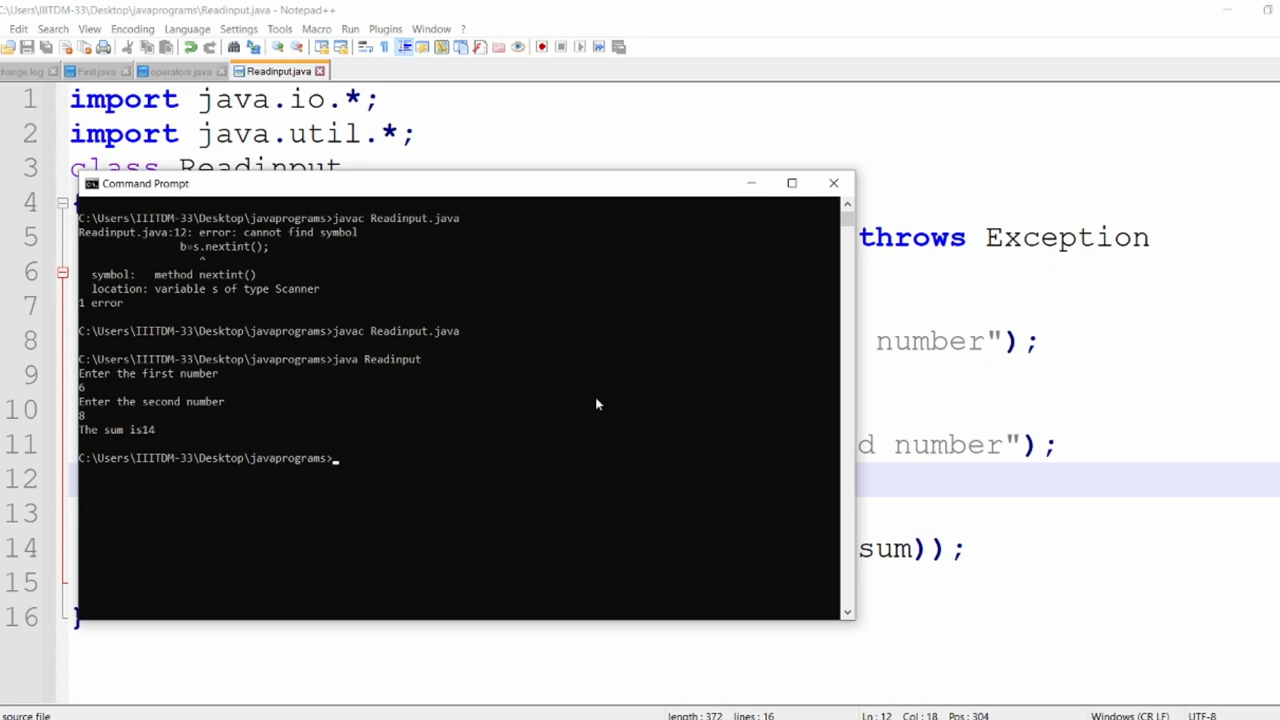 C:\Users\IIITDM-33\Desktop\javaprograms\Readinput.java - Notepad++
Edit Search View Encoding Language Settings Tools Macro Run Plugins Window ?
change log First.java operators.java Readinput.java
1 import java.io.*;
2 import java.util.*;
3 class Readinput
4
5 throws Exception
6
7
8 number");
9
10
11 d number");
12
13
14 sum));
15
16 }
Command Prompt
C:\Users\IIITDM-33\Desktop\javaprograms>javac Readinput.java
Readinput.java:12: error: cannot find symbol
b=s.nextint();
^
symbol: method nextint()
location: variable s of type Scanner
1 error
C:\Users\IIITDM-33\Desktop\javaprograms>javac Readinput.java
C:\Users\IIITDM-33\Desktop\javaprograms>java Readinput
Enter the first number
6
Enter the second number
8
The sum is14
C:\Users\IIITDM-33\Desktop\javaprograms>
source file length : 372 lines : 16 Ln : 12 Col : 18 Pos : 304 Windows (CR LF) UTF-8